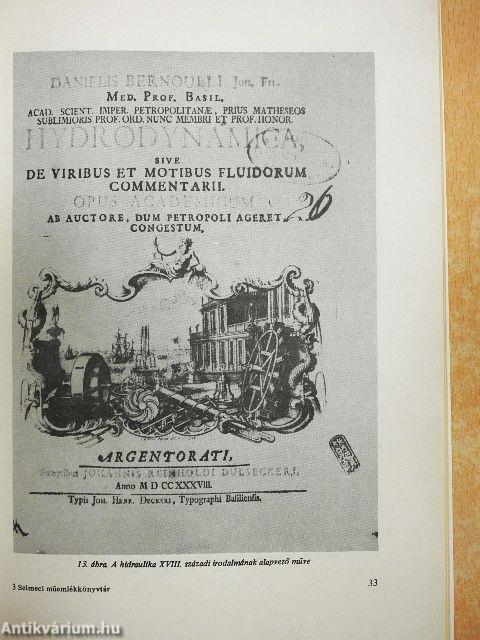 DANIELIS BERNOULLI Joh. Fil.
MED. PROF. BASIL.
ACAD. SCIENT. IMPER. PETROPOLITANÆ, PRIUS MATHESEOS
SUBLIMIORIS PROF. ORD. NUNC MEMBRI ET PROF. HONOR.
HYDRODYNAMICA,
SIVE
DE VIRIBUS ET MOTIBUS FLUIDORUM
COMMENTARII.
OPUS ACADEMICUM
AB AUCTORE, DUM PETROPOLI AGERET,
CONGESTUM.
26
ARGENTORATI,
Sumptibus JOHANNIS REINHOLDI DULSECKERI,
Anno M D CCXXXVIII.
Typis Joh. Henr. Deckeri, Typographi Basiliensis.
13. ábra. A hidraulika XVIII. századi irodalmának alapvető műve
3 Selmeci műemlékkönyvtár
33
Antikvárium.hu